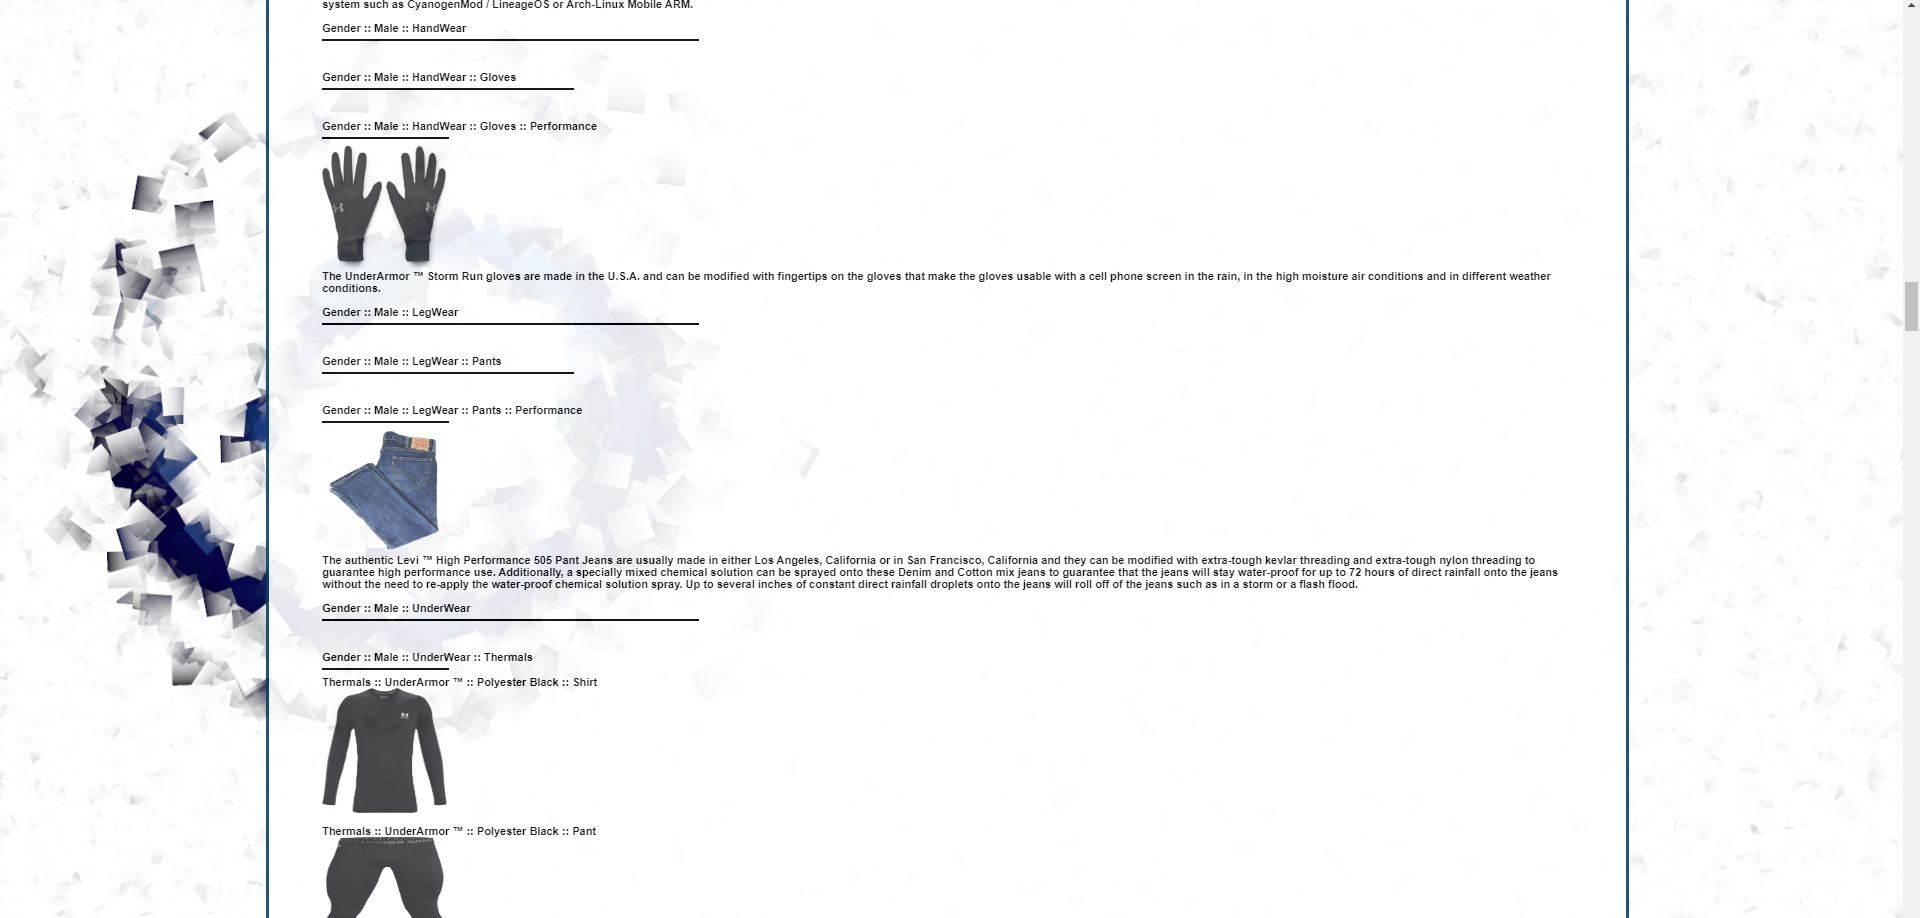 system such as CyanogenMod / LineageOS or Arch-Linux Mobile ARM.
Gender :: Male :: HandWear
Gender :: Male :: HandWear :: Gloves
Gender :: Male :: HandWear :: Gloves :: Performance
The UnderArmor ™ Storm Run gloves are made in the U.S.A. and can be modified with fingertips on the gloves that make the gloves usable with a cell phone screen in the rain, in the high moisture air conditions and in different weather
conditions.
Gender :: Male :: LegWear
Gender :: Male :: LegWear :: Pants
Gender :: Male :: LegWear :: Pants :: Performance
The authentic Levi ™ High Performance 505 Pant Jeans are usually made in either Los Angeles, California or in San Francisco, California and they can be modified with extra-tough kevlar threading and extra-tough nylon threading to
guarantee high performance use. Additionally, a specially mixed chemical solution can be sprayed onto these Denim and Cotton mix jeans to guarantee that the jeans will stay water-proof for up to 72 hours of direct rainfall onto the jeans
without the need to re-apply the water-proof chemical solution spray. Up to several inches of constant direct rainfall droplets onto the jeans will roll off of the jeans such as in a storm or a flash flood.
Gender :: Male :: UnderWear
Gender :: Male :: UnderWear :: Thermals
Thermals :: UnderArmor ™ :: Polyester Black :: Shirt
Thermals :: UnderArmor ™ :: Polyester Black :: Pant